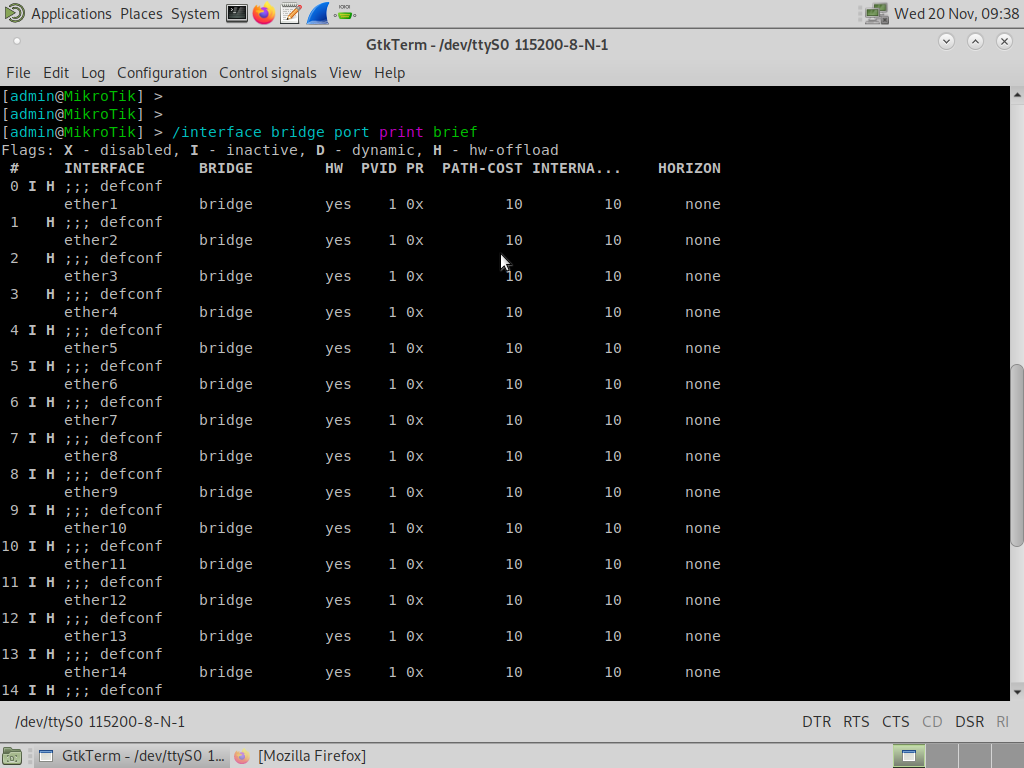 Applications Places System Wed 20 Nov, 09:38
GtkTerm - /dev/ttyS0 115200-8-N-1
File Edit Log Configuration Control signals View Help
[admin@MikroTik] >
[admin@MikroTik] >
[admin@MikroTik] > /interface bridge port print brief
Flags: X - disabled, I - inactive, D - dynamic, H - hw-offload
# INTERFACE BRIDGE HW PVID PR PATH-COST INTERNA... HORIZON
0 I H ;;; defconf
ether1 bridge yes 1 0x 10 10 none
1 H ;;; defconf
ether2 bridge yes 1 0x 10 10 none
2 H ;;; defconf
ether3 bridge yes 1 0x 10 10 none
3 H ;;; defconf
ether4 bridge yes 1 0x 10 10 none
4 I H ;;; defconf
ether5 bridge yes 1 0x 10 10 none
5 I H ;;; defconf
ether6 bridge yes 1 0x 10 10 none
6 I H ;;; defconf
ether7 bridge yes 1 0x 10 10 none
7 I H ;;; defconf
ether8 bridge yes 1 0x 10 10 none
8 I H ;;; defconf
ether9 bridge yes 1 0x 10 10 none
9 I H ;;; defconf
ether10 bridge yes 1 0x 10 10 none
10 I H ;;; defconf
ether11 bridge yes 1 0x 10 10 none
11 I H ;;; defconf
ether12 bridge yes 1 0x 10 10 none
12 I H ;;; defconf
ether13 bridge yes 1 0x 10 10 none
13 I H ;;; defconf
ether14 bridge yes 1 0x 10 10 none
14 I H ;;; defconf
/dev/ttyS0 115200-8-N-1 DTR RTS CTS CD DSR RI
GtkTerm - /dev/ttyS0 1... [Mozilla Firefox]